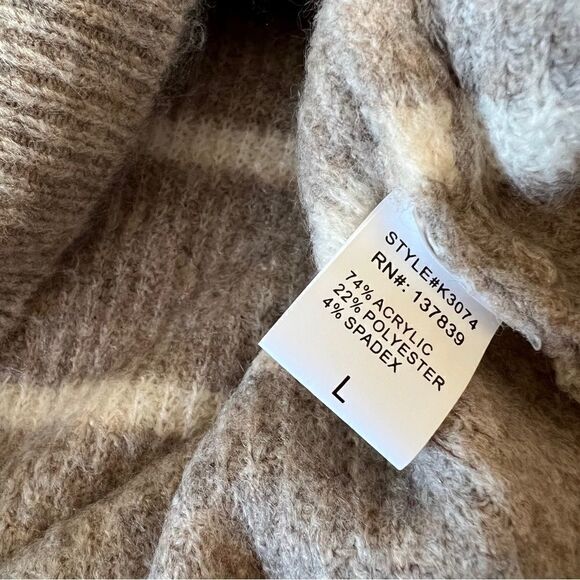 STYLE#K3074
RN#: 137839
74% ACRYLIC
22% POLYESTER
4% SPADEX
L